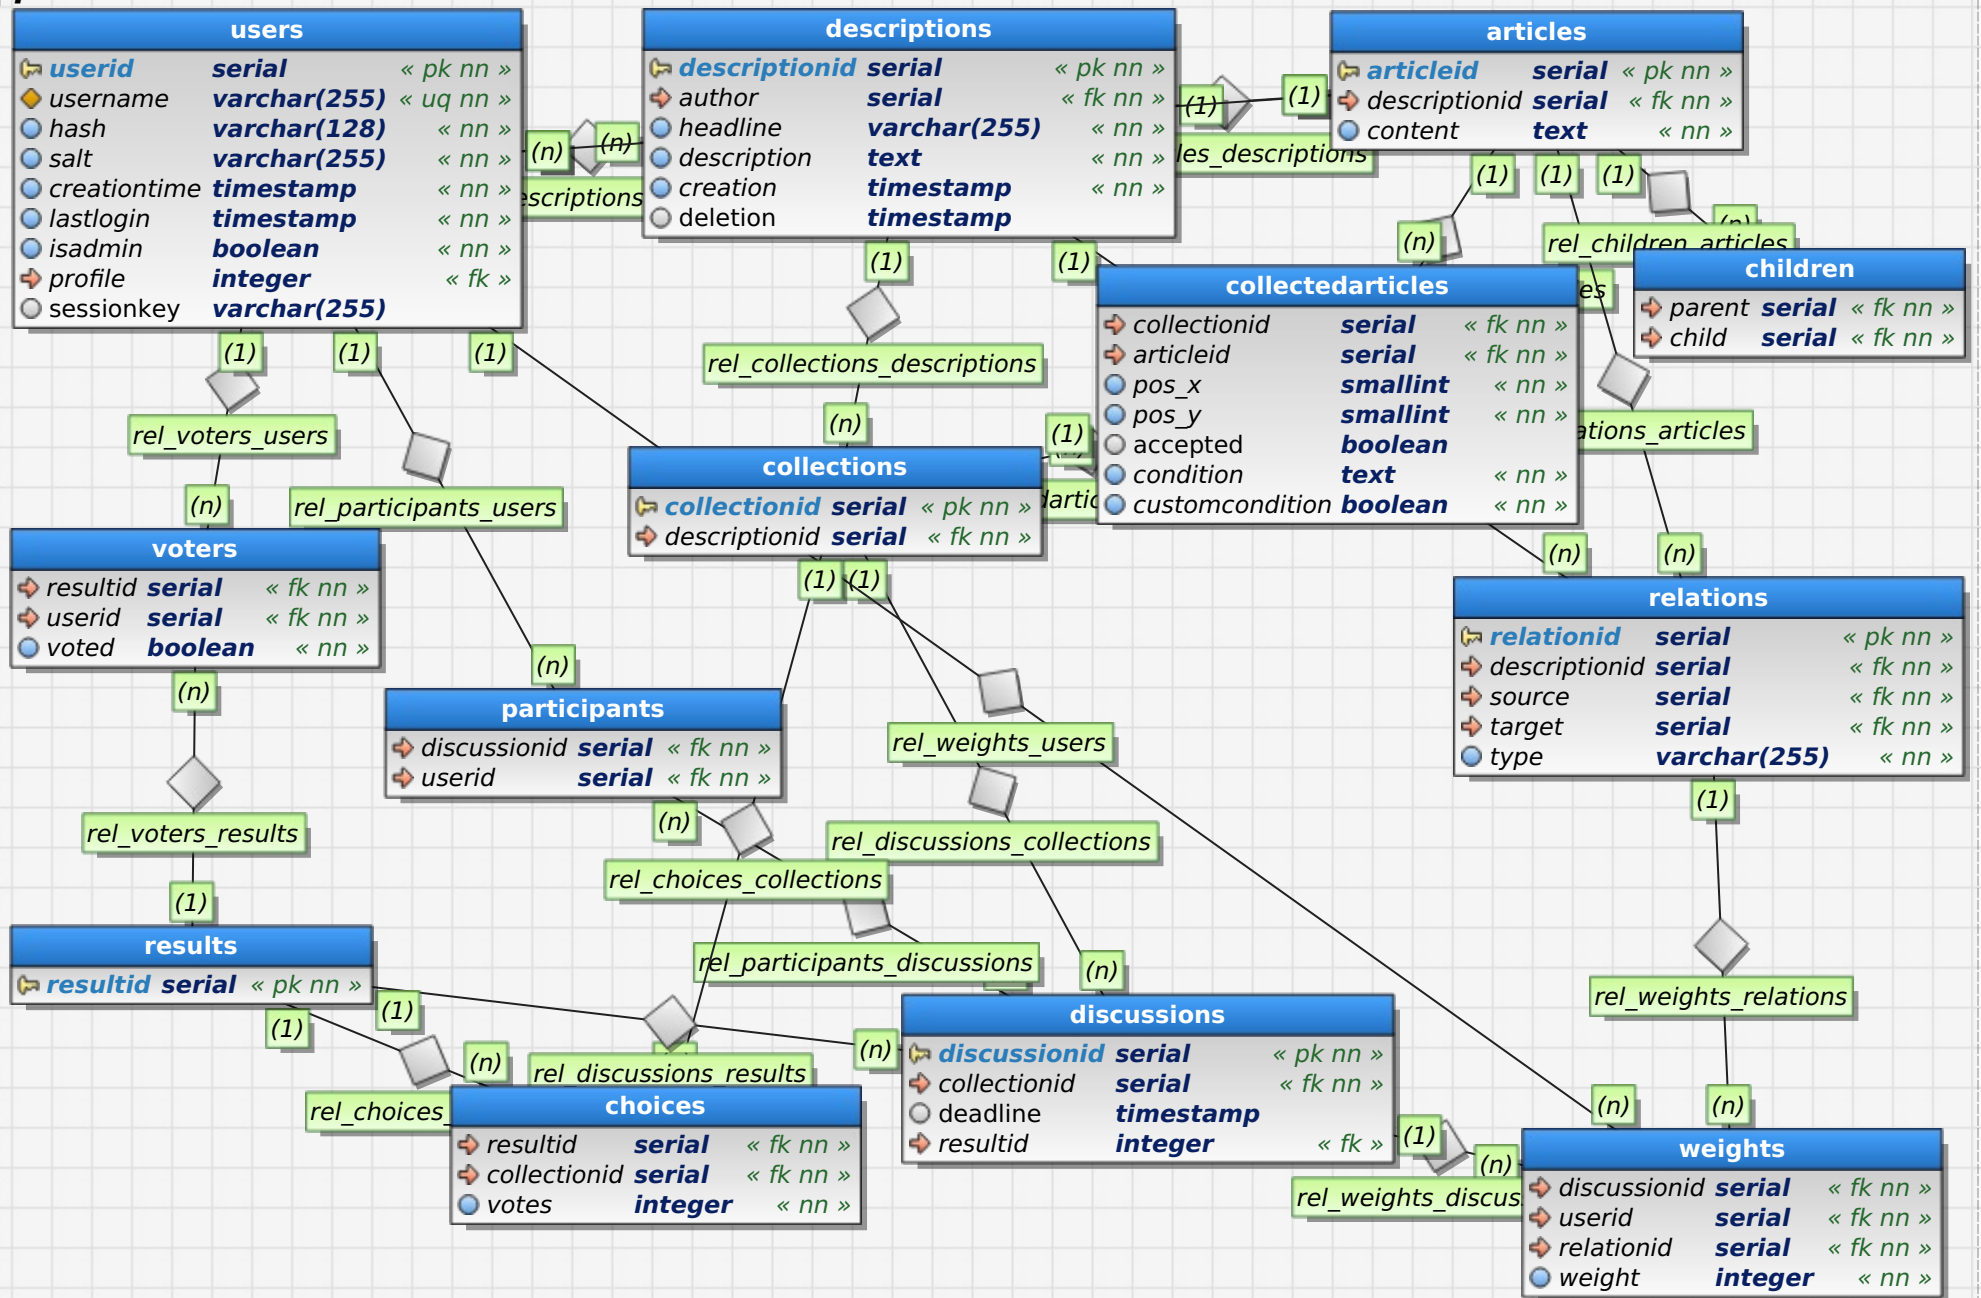 users
userid serial « pk nn »
username varchar(255) « uq nn »
hash varchar(128) « nn »
salt varchar(255) « nn »
creationtime timestamp « nn »
lastlogin timestamp « nn »
isadmin boolean « nn »
profile integer « fk »
sessionkey varchar(255)
(n)
(n)
escriptions
descriptions
descriptionid serial « pk nn »
author serial « fk nn »
headline varchar(255) « nn »
description text « nn »
creation timestamp « nn »
deletion timestamp
(1)
(1)
les_descriptions
articles
articleid serial « pk nn »
descriptionid serial « fk nn »
content text « nn »
(1)
(1)
(1)
(n)
(n)
rel_children_articles
es
children
parent serial « fk nn »
child serial « fk nn »
(1)
(1)
rel_collections_descriptions
(n)
collectedarticles
collectionid serial « fk nn »
articleid serial « fk nn »
pos_x smallint « nn »
pos_y smallint « nn »
accepted boolean
condition text « nn »
customcondition boolean « nn »
ations_articles
(1)
(1)
(1)
rel_voters_users
(n)
rel_participants_users
(1)
dartic
collections
collectionid serial « pk nn »
descriptionid serial « fk nn »
(1)
(1)
(n)
(n)
voters
resultid serial « fk nn »
userid serial « fk nn »
voted boolean « nn »
(n)
(n)
participants
discussionid serial « fk nn »
userid serial « fk nn »
(n)
relations
relationid serial « pk nn »
descriptionid serial « fk nn »
source serial « fk nn »
target serial « fk nn »
type varchar(255) « nn »
(1)
rel_weights_users
rel_voters_results
(1)
rel_discussions_collections
rel_choices_collections
rel_participants_discussions
(n)
results
resultid serial « pk nn »
(1)
(1)
(n)
(n)
rel_discussions_results
rel_choices_
rel_weights_relations
discussions
discussionid serial « pk nn »
collectionid serial « fk nn »
deadline timestamp
resultid integer « fk »
choices
resultid serial « fk nn »
collectionid serial « fk nn »
votes integer « nn »
(1)
(n)
(n)
(n)
rel_weights_discus
weights
discussionid serial « fk nn »
userid serial « fk nn »
relationid serial « fk nn »
weight integer « nn »